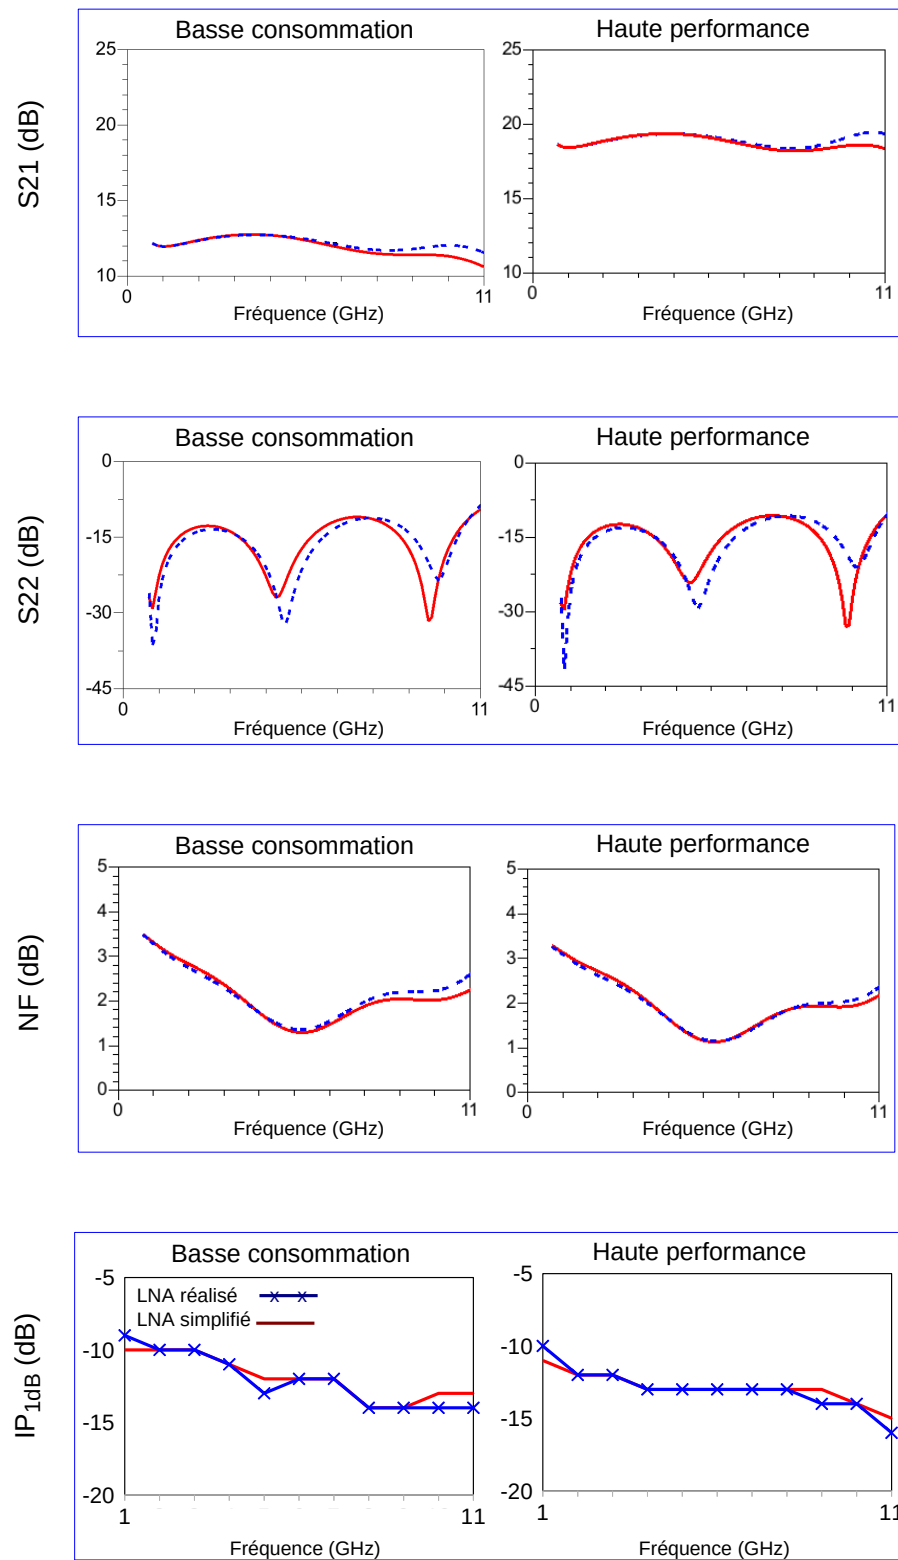 Basse consommation
Haute performance
S21 (dB)
25
20
15
10
0
11
Fréquence (GHz)
25
20
15
10
0
11
Fréquence (GHz)
Basse consommation
Haute performance
S22 (dB)
0
-15
-30
-45
0
11
Fréquence (GHz)
0
-15
-30
-45
0
11
Fréquence (GHz)
Basse consommation
Haute performance
NF (dB)
5
4
3
2
1
0
0
11
Fréquence (GHz)
5
4
3
2
1
0
0
11
Fréquence (GHz)
Basse consommation
Haute performance
IP1dB (dB)
-5
-10
-15
-20
LNA réalisé
LNA simplifié
1
11
Fréquence (GHz)
-5
-10
-15
-20
1
11
Fréquence (GHz)